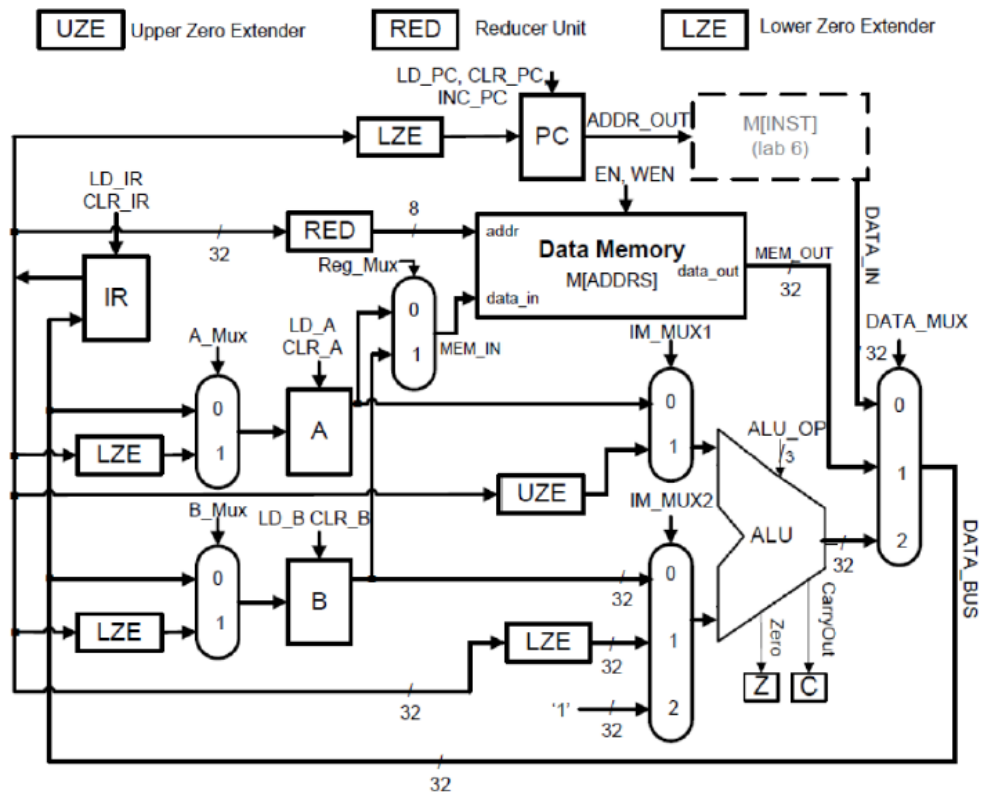 UZE Upper Zero Extender RED Reducer Unit LZE Lower Zero Extender
LD_PC, CLR_PC
INC_PC
LZE
PC
ADDR_OUT
M[INST]
(lab 6)
EN, WEN
LD_IR
CLR_IR
IR
32
RED
8
addr
Data Memory
M[ADDRS]
data_in
data_out
MEM_OUT
32
DATA_IN
Reg_Mux
0
1
MEM_IN
A_Mux
0
1
LZE
LD_A
CLR_A
A
IM_MUX1
0
1
UZE
ALU_OP
3
DATA_MUX
32
0
1
2
B_Mux
0
1
LZE
LD_B CLR_B
B
IM_MUX2
32
0
LZE
32
1
'1'
32
2
ALU
32
Zero
CarryOut
Z
C
DATA_BUS
32
32